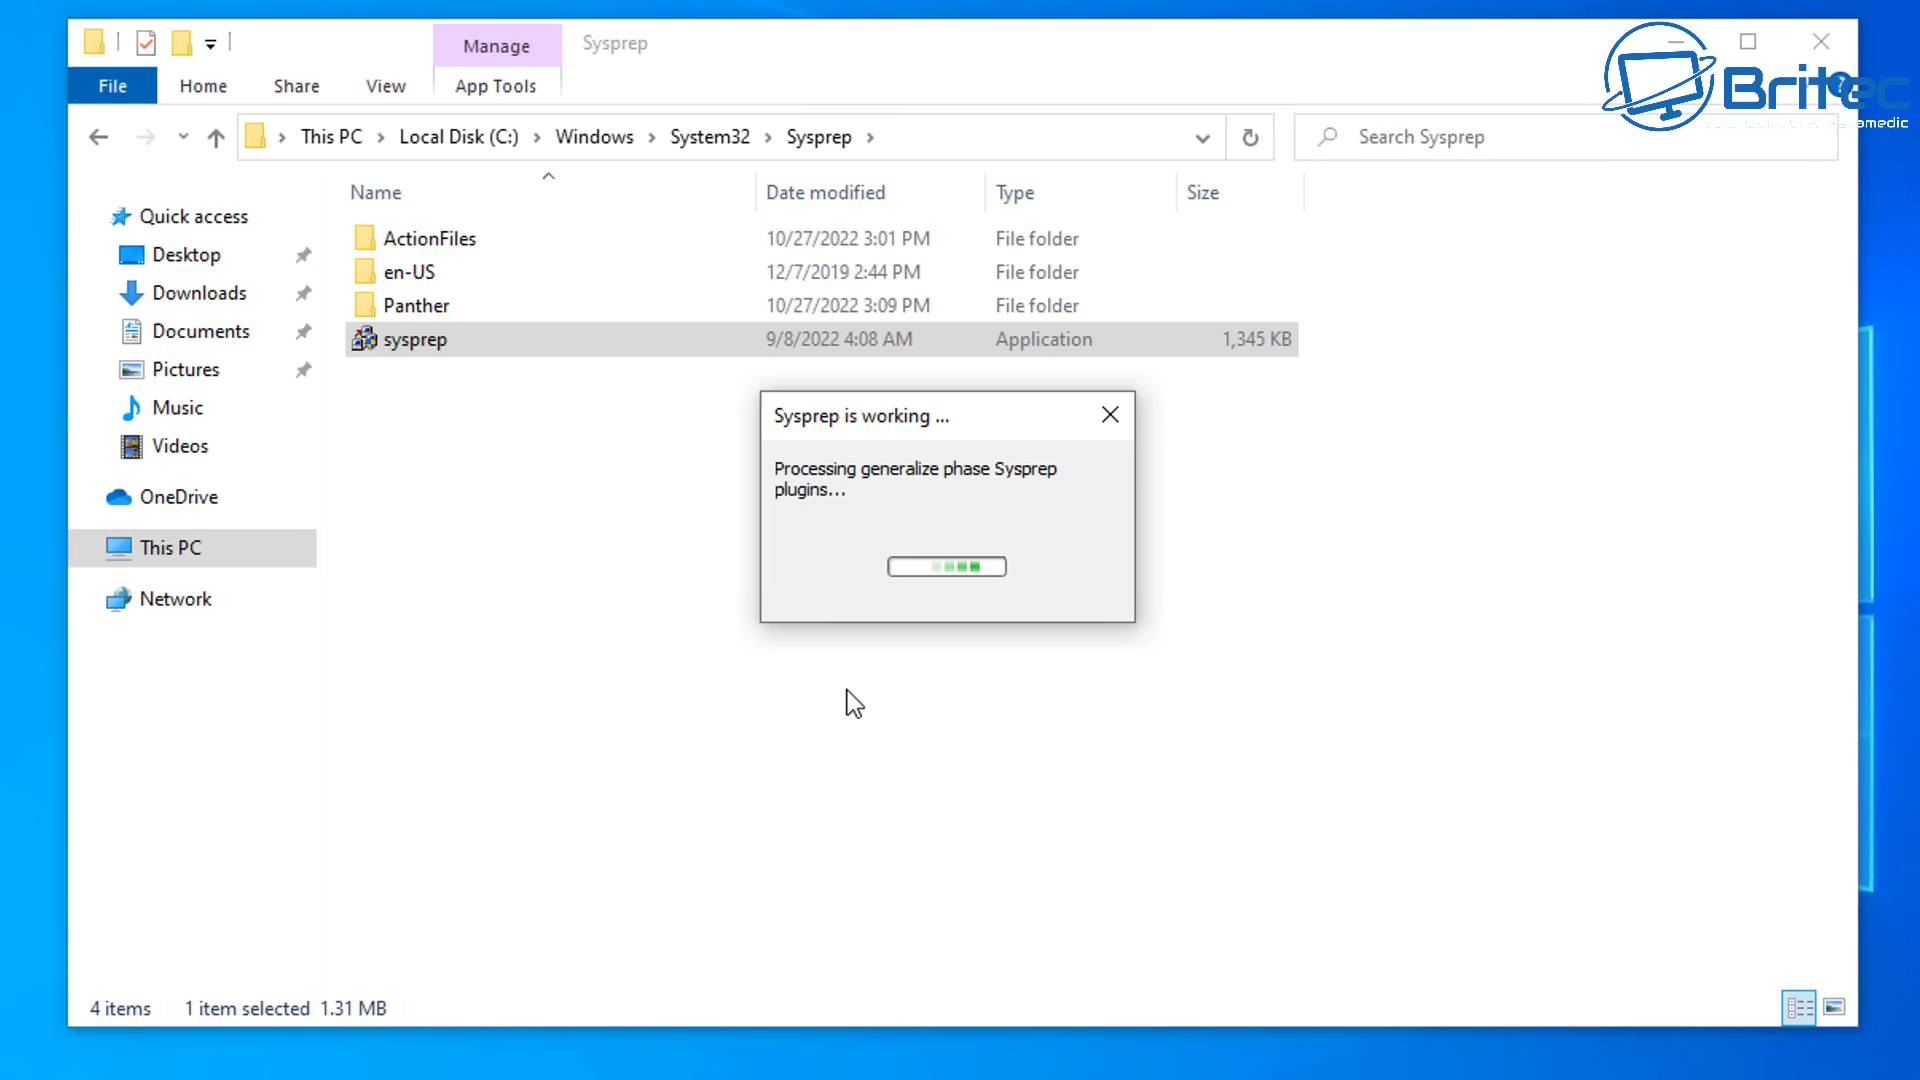 Manage
Sysprep
File
Home
Share
View
App Tools
This PC
Local Disk (C:)
Windows
System32
Sysprep
Search Sysprep
Britec
Name
Date modified
Type
Size
Quick access
Desktop
Downloads
Documents
Pictures
Music
Videos
OneDrive
This PC
Network
ActionFiles 10/27/2022 3:01 PM File folder
en-US 12/7/2019 2:44 PM File folder
Panther 10/27/2022 3:09 PM File folder
sysprep 9/8/2022 4:08 AM Application 1,345 KB
Sysprep is working ...
Processing generalize phase Sysprep
plugins...
4 items 1 item selected 1.31 MB